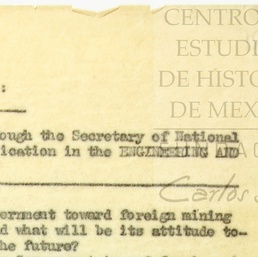 CENTRO
ESTUDI
DE HISTO
DE MEX
:
ough the Secretary of National
ication in the ENGINEERING AND
Carlos
ernment toward foreign mining
d what will be its attitude to-
he future?